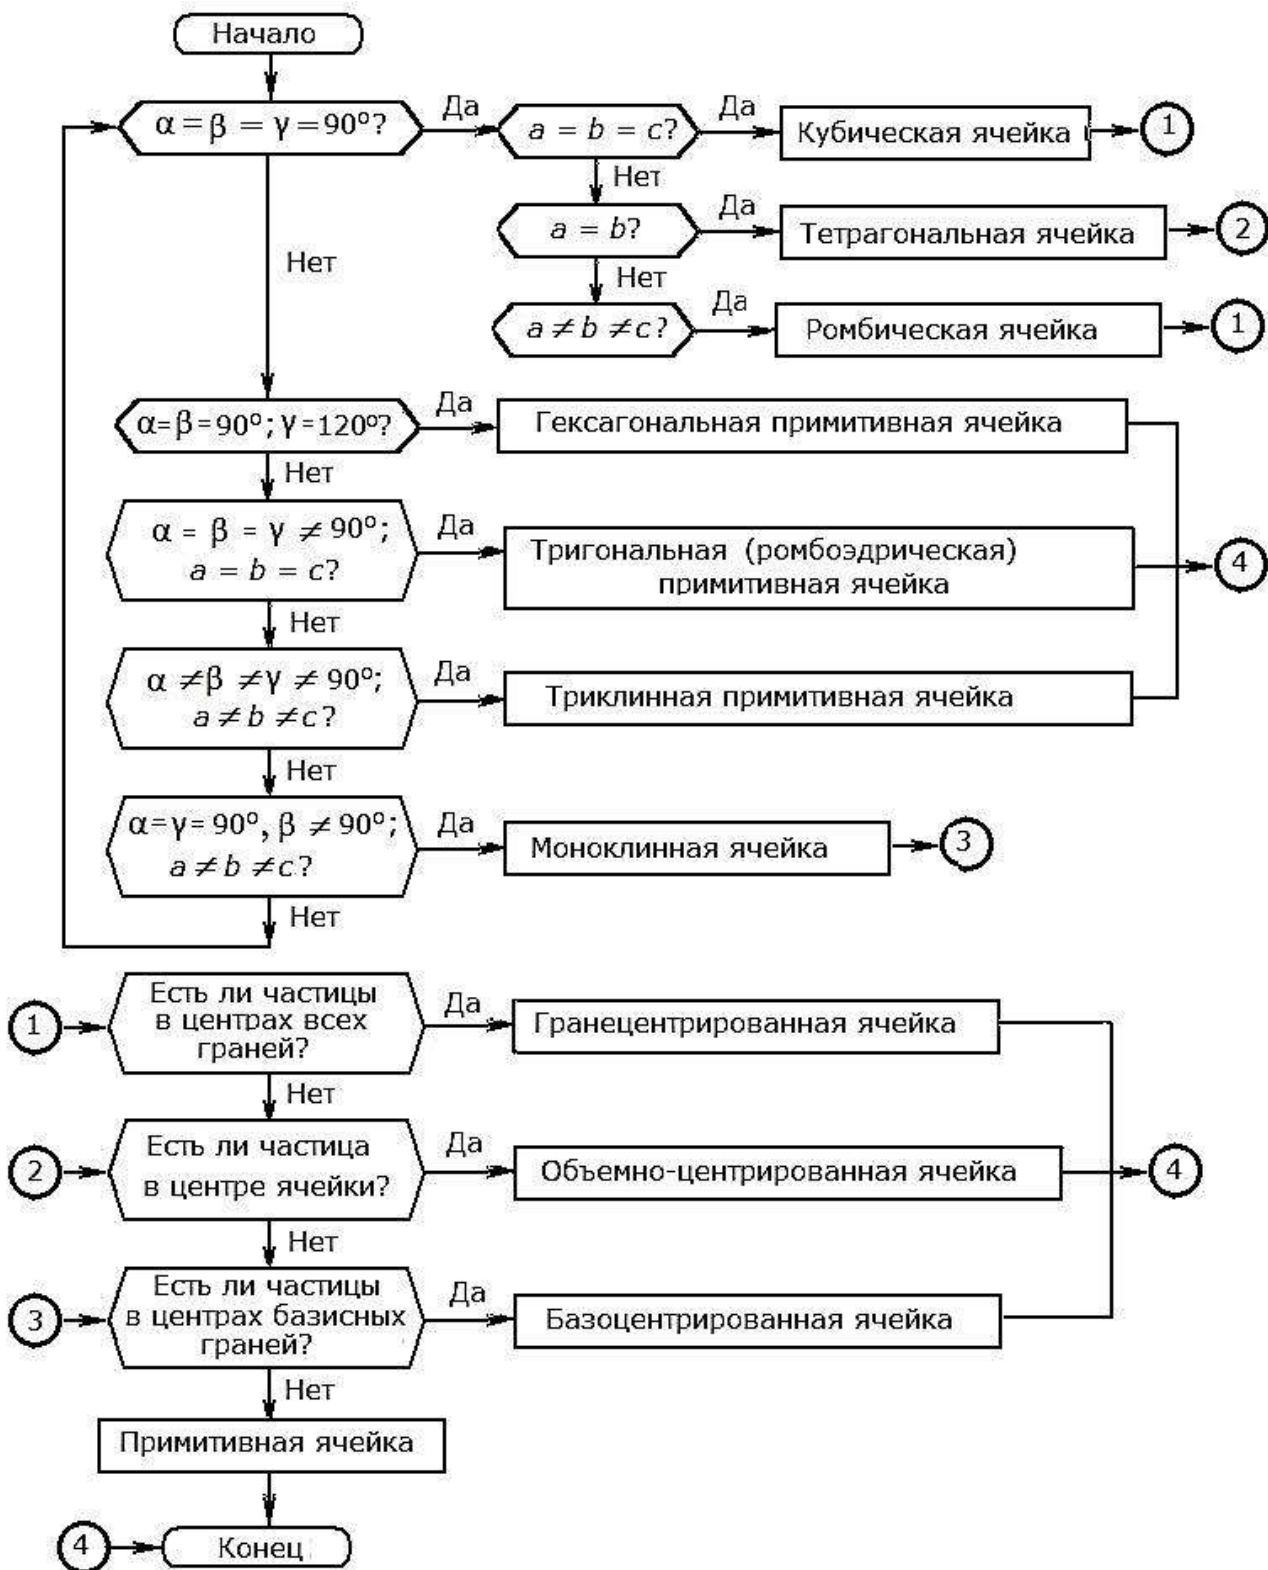 Начало
α = β = γ = 90°?
Да
a = b = c?
Да
Кубическая ячейка
1
Нет
a = b?
Да
Тетрагональная ячейка
2
Нет
Нет
a ≠ b ≠ c?
Да
Ромбическая ячейка
1
α=β=90°; γ=120°?
Да
Гексагональная примитивная ячейка
Нет
α = β = γ ≠ 90°;
a = b = c?
Да
Тригональная (ромбоэдрическая)
примитивная ячейка
4
Нет
α ≠ β ≠ γ ≠ 90°;
a ≠ b ≠ c?
Да
Триклинная примитивная ячейка
Нет
α=γ=90°, β ≠ 90°;
a ≠ b ≠ c?
Да
Моноклинная ячейка
3
Нет
1
Есть ли частицы
в центрах всех
граней?
Да
Гранецентрированная ячейка
Нет
2
Есть ли частица
в центре ячейки?
Да
Объемно-центрированная ячейка
4
Нет
3
Есть ли частицы
в центрах базисных
граней?
Да
Базоцентрированная ячейка
Нет
Примитивная ячейка
4
Конец